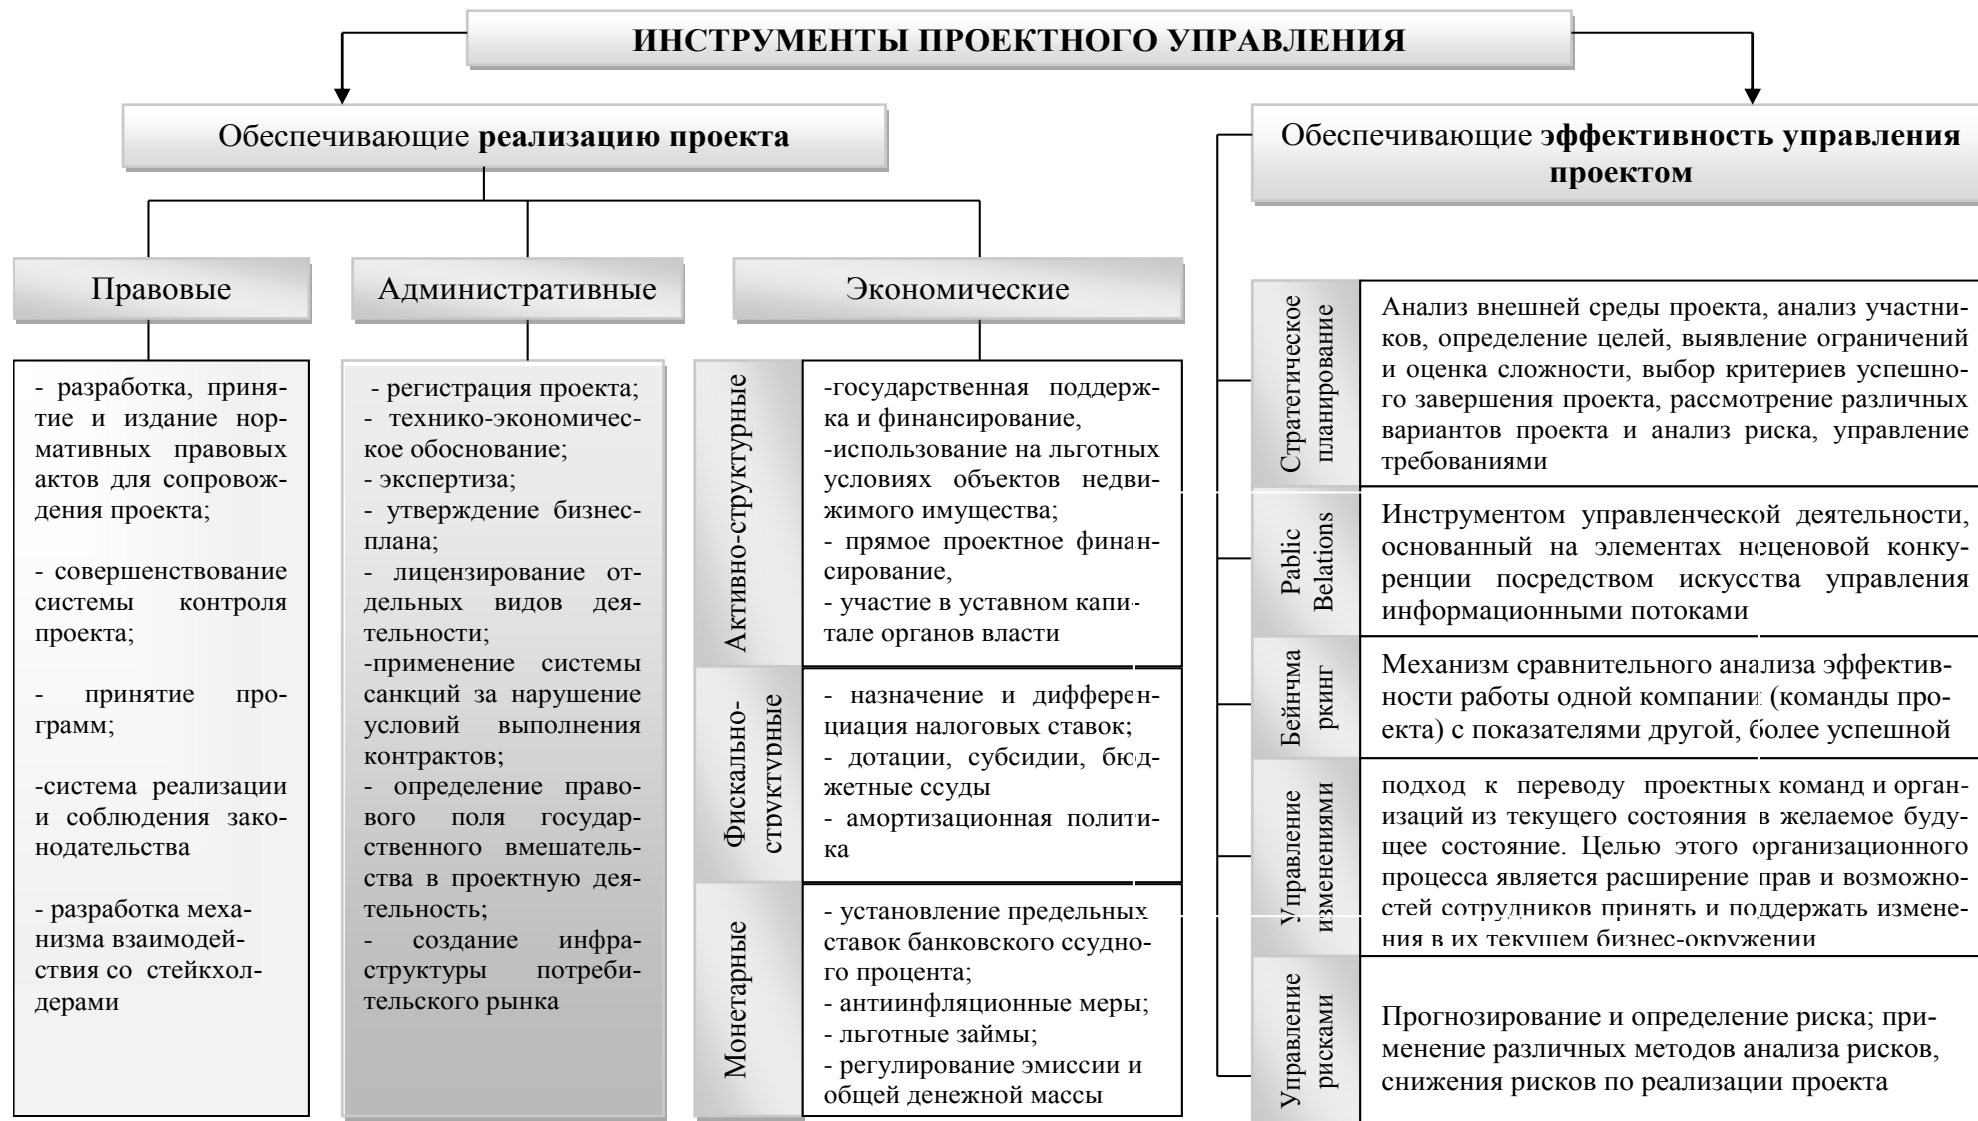 ИНСТРУМЕНТЫ ПРОЕКТНОГО УПРАВЛЕНИЯ
Обеспечивающие реализацию проекта
Правовые
- разработка, приня-
тие и издание нор-
мативных правовых
актов для сопровож-
дения проекта;
- совершенствование
системы контроля
проекта;
- принятие про-
грамм;
-система реализации
и соблюдения зако-
нодательства
- разработка меха-
низма взаимодей-
ствия со стейкхол-
дерами
Административные
- регистрация проекта;
- технико-экономичес-
кое обоснование;
- экспертиза;
- утверждение бизнес-
плана;
- лицензирование от-
дельных видов дея-
тельности;
-применение системы
санкций за нарушение
условий выполнения
контрактов;
- определение право-
вого поля государ-
ственного вмешатель-
ства в проектную дея-
тельность;
- создание инфра-
структуры потреби-
тельского рынка
Экономические
Активно-структурные
-государственная поддерж-
ка и финансирование,
-использование на льготных
условиях объектов недви-
жимого имущества;
- прямое проектное финан-
сирование,
- участие в уставном капи-
тале органов власти
Фискально-
структурные
- назначение и дифферен-
циация налоговых ставок;
- дотации, субсидии, бюд-
жетные ссуды
- амортизационная полити-
ка
Монетарные
- установление предельных
ставок банковского ссудно-
го процента;
- антиинфляционные меры;
- льготные займы;
- регулирование эмиссии и
общей денежной массы
Обеспечивающие эффективность управления
проектом
Стратегическое
планирование
Анализ внешней среды проекта, анализ участни-
ков, определение целей, выявление ограничений
и оценка сложности, выбор критериев успешно-
го завершения проекта, рассмотрение различных
вариантов проекта и анализ риска, управление
требованиями
Pablic
Belations
Инструментом управленческой деятельности,
основанный на элементах неценовой конку-
ренции посредством искусства управления
информационными потоками
Бейнчма
ркинг
Механизм сравнительного анализа эффектив-
ности работы одной компании (команды про-
екта) с показателями другой, более успешной
Управление
изменениями
подход к переводу проектных команд и орган-
изаций из текущего состояния в желаемое буду-
щее состояние. Целью этого организационного
процесса является расширение прав и возможно-
стей сотрудников принять и поддержать измене-
ния в их текущем бизнес-окружении
Управление
рисками
Прогнозирование и определение риска; при-
менение различных методов анализа рисков,
снижения рисков по реализации проекта